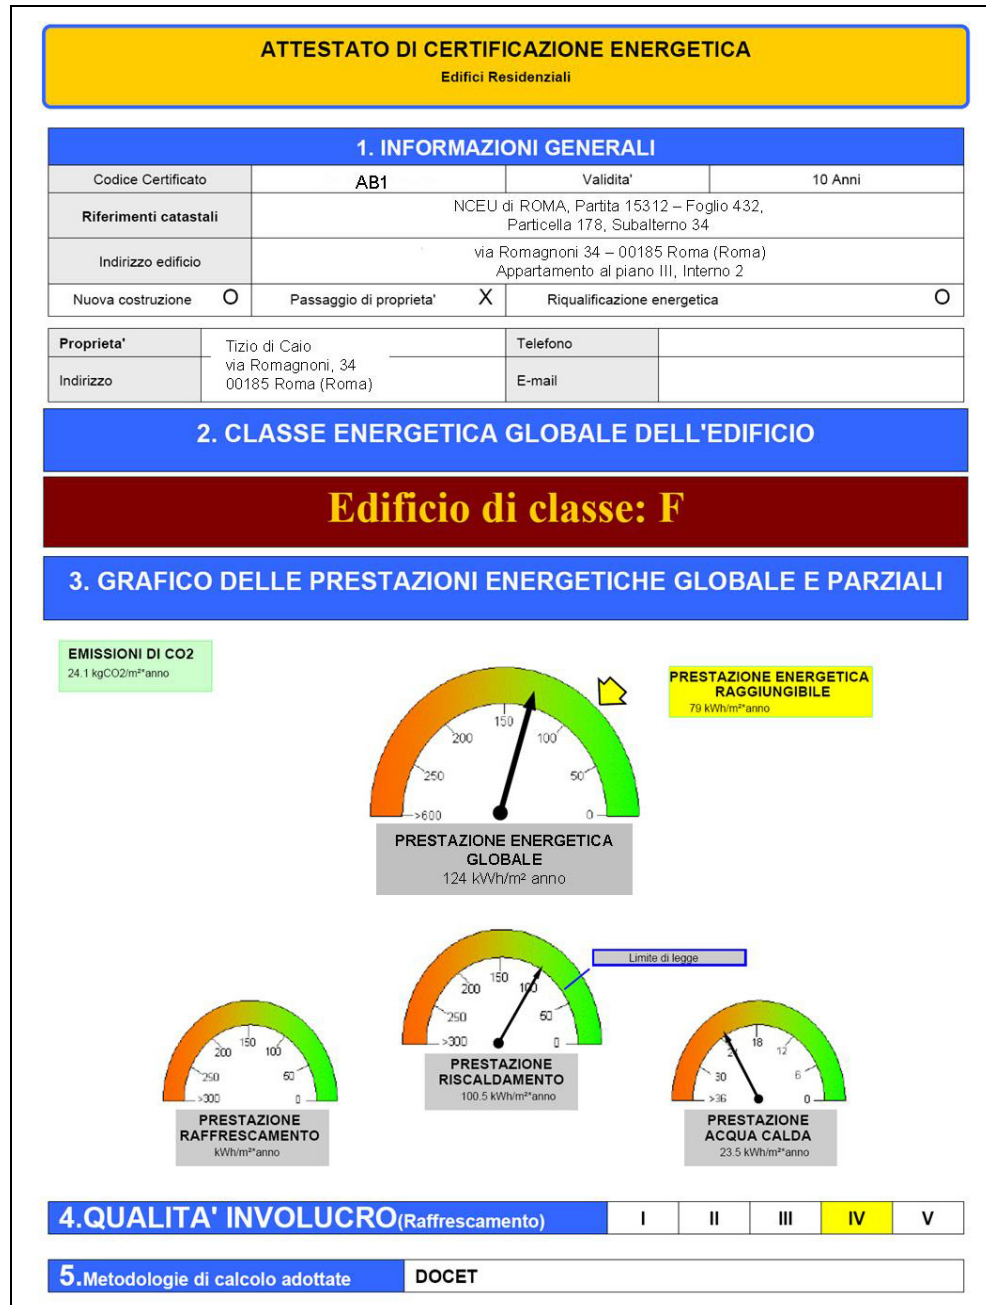 ATTESTATO DI CERTIFICAZIONE ENERGETICA
Edifici Residenziali
1. INFORMAZIONI GENERALI
Codice Certificato AB1 Validita' 10 Anni
Riferimenti catastali NCEU di ROMA, Partita 15312 – Foglio 432,
Particella 178, Subalterno 34
Indirizzo edificio via Romagnoni 34 – 00185 Roma (Roma)
Appartamento al piano III, Interno 2
Nuova costruzione O Passaggio di proprieta' X Riqualificazione energetica O
Proprieta' Tizio di Caio Telefono
Indirizzo via Romagnoni, 34
00185 Roma (Roma) E-mail
2. CLASSE ENERGETICA GLOBALE DELL'EDIFICIO
Edificio di classe: F
3. GRAFICO DELLE PRESTAZIONI ENERGETICHE GLOBALE E PARZIALI
EMISSIONI DI CO2
24.1 kgCO2/m²*anno
PRESTAZIONE ENERGETICA
RAGGIUNGIBILE
79 kWh/m²*anno
150
200 100
250 50
>600 0
PRESTAZIONE ENERGETICA
GLOBALE
124 kWh/m² anno
Limite di legge
150
200 100
250 50
>300 0
PRESTAZIONE
RISCALDAMENTO
100.5 kWh/m²*anno
150
200 100
250 50
>300 0
PRESTAZIONE
RAFFRESCAMENTO
kWh/m²*anno
18
24 12
30 6
>36 0
PRESTAZIONE
ACQUA CALDA
23.5 kWh/m²*anno
4.QUALITA' INVOLUCRO(Raffrescamento) I II III IV V
5.Metodologie di calcolo adottate DOCET